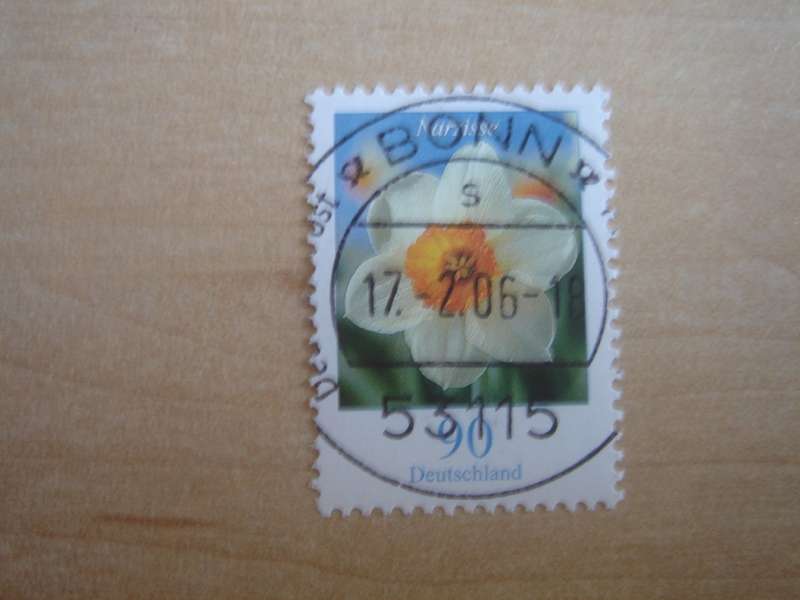 Narzisse
BONN
s
17.-2.06-18
53115
90
Deutschland